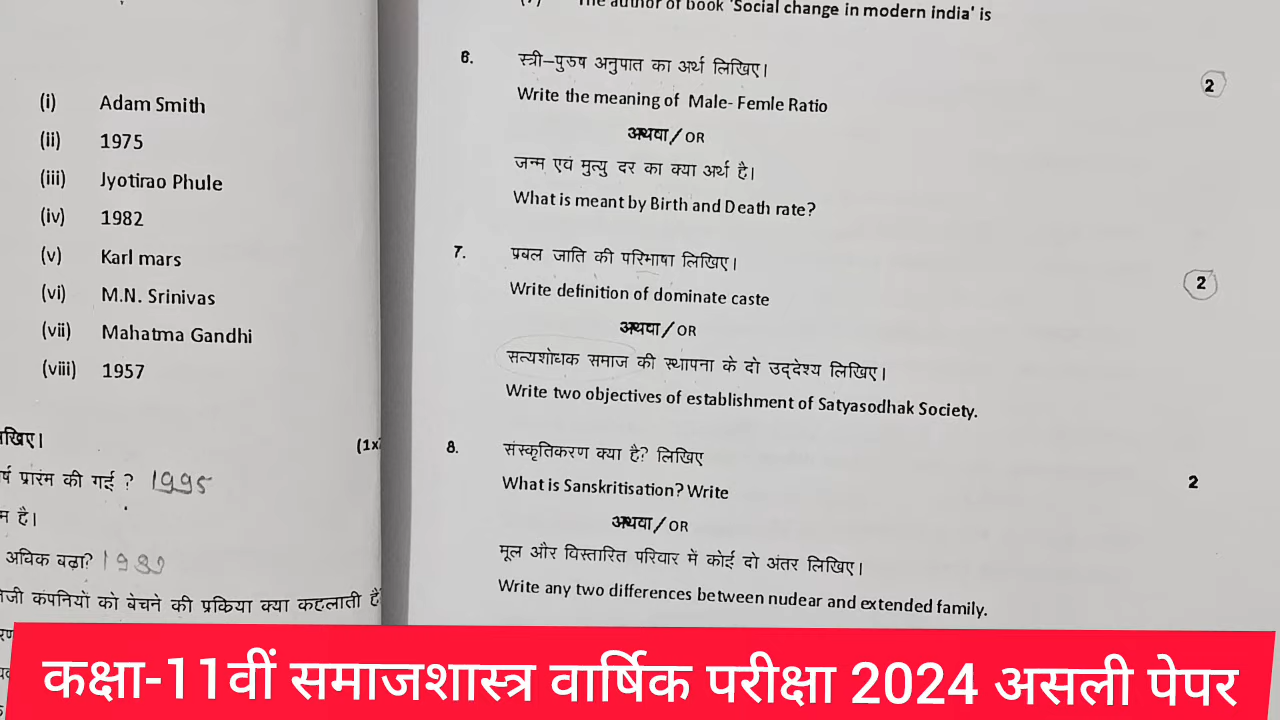 (i) Adam Smith
(ii) 1975
(iii) Jyotirao Phule
(iv) 1982
(v) Karl mars
(vi) M.N. Srinivas
(vii) Mahatma Gandhi
(viii) 1957
(1x
प्रारंम की गई ? 1995
है।
अधिक बढ़ा?
कंपनियों को बेचने की प्रकिया क्या कहलाती है
The author of book 'Social change in modern india' is
6. स्त्री–पुरुष अनुपात का अर्थ लिखिए। 2
Write the meaning of Male- Femle Ratio
अथवा / OR
जन्म एवं मुत्यु दर का क्या अर्थ है।
What is meant by Birth and Death rate?
7. प्रबल जाति की परिभाषा लिखिए। 2
Write definition of dominate caste
अथवा / OR
सत्यशोधक समाज की स्थापना के दो उद्देश्य लिखिए।
Write two objectives of establishment of Satyasodhak Society.
8. संस्कृतिकरण क्या है? लिखिए 2
What is Sanskritisation? Write
अथवा / OR
मूल और विस्तारित परिवार में कोई दो अंतर लिखिए।
Write any two differences between nudear and extended family.
कक्षा-11वीं समाजशास्त्र वार्षिक परीक्षा 2024 असली पेपर